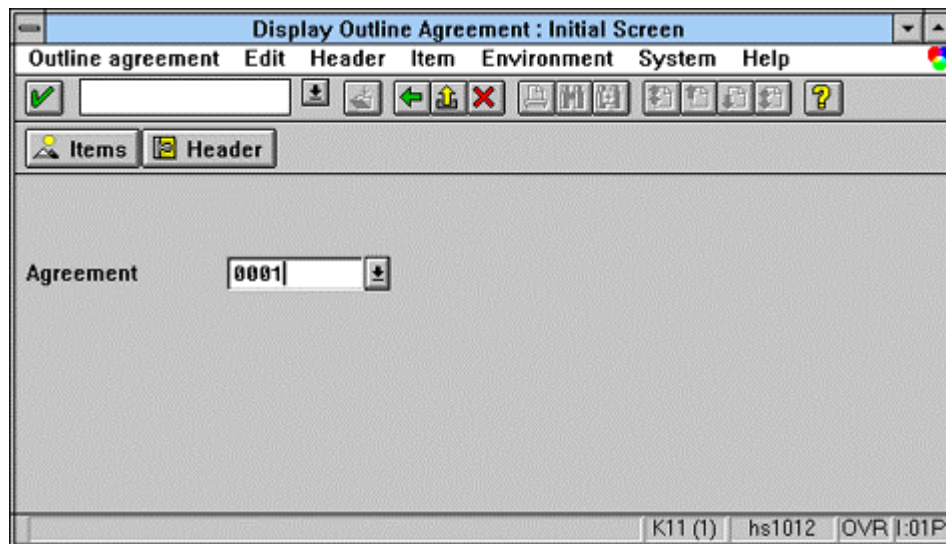 Display Outline Agreement : Initial Screen
Outline agreement Edit Header Item Environment System Help
?
Items Header
Agreement 0001
K11 (1) hs1012 OVR I:01P